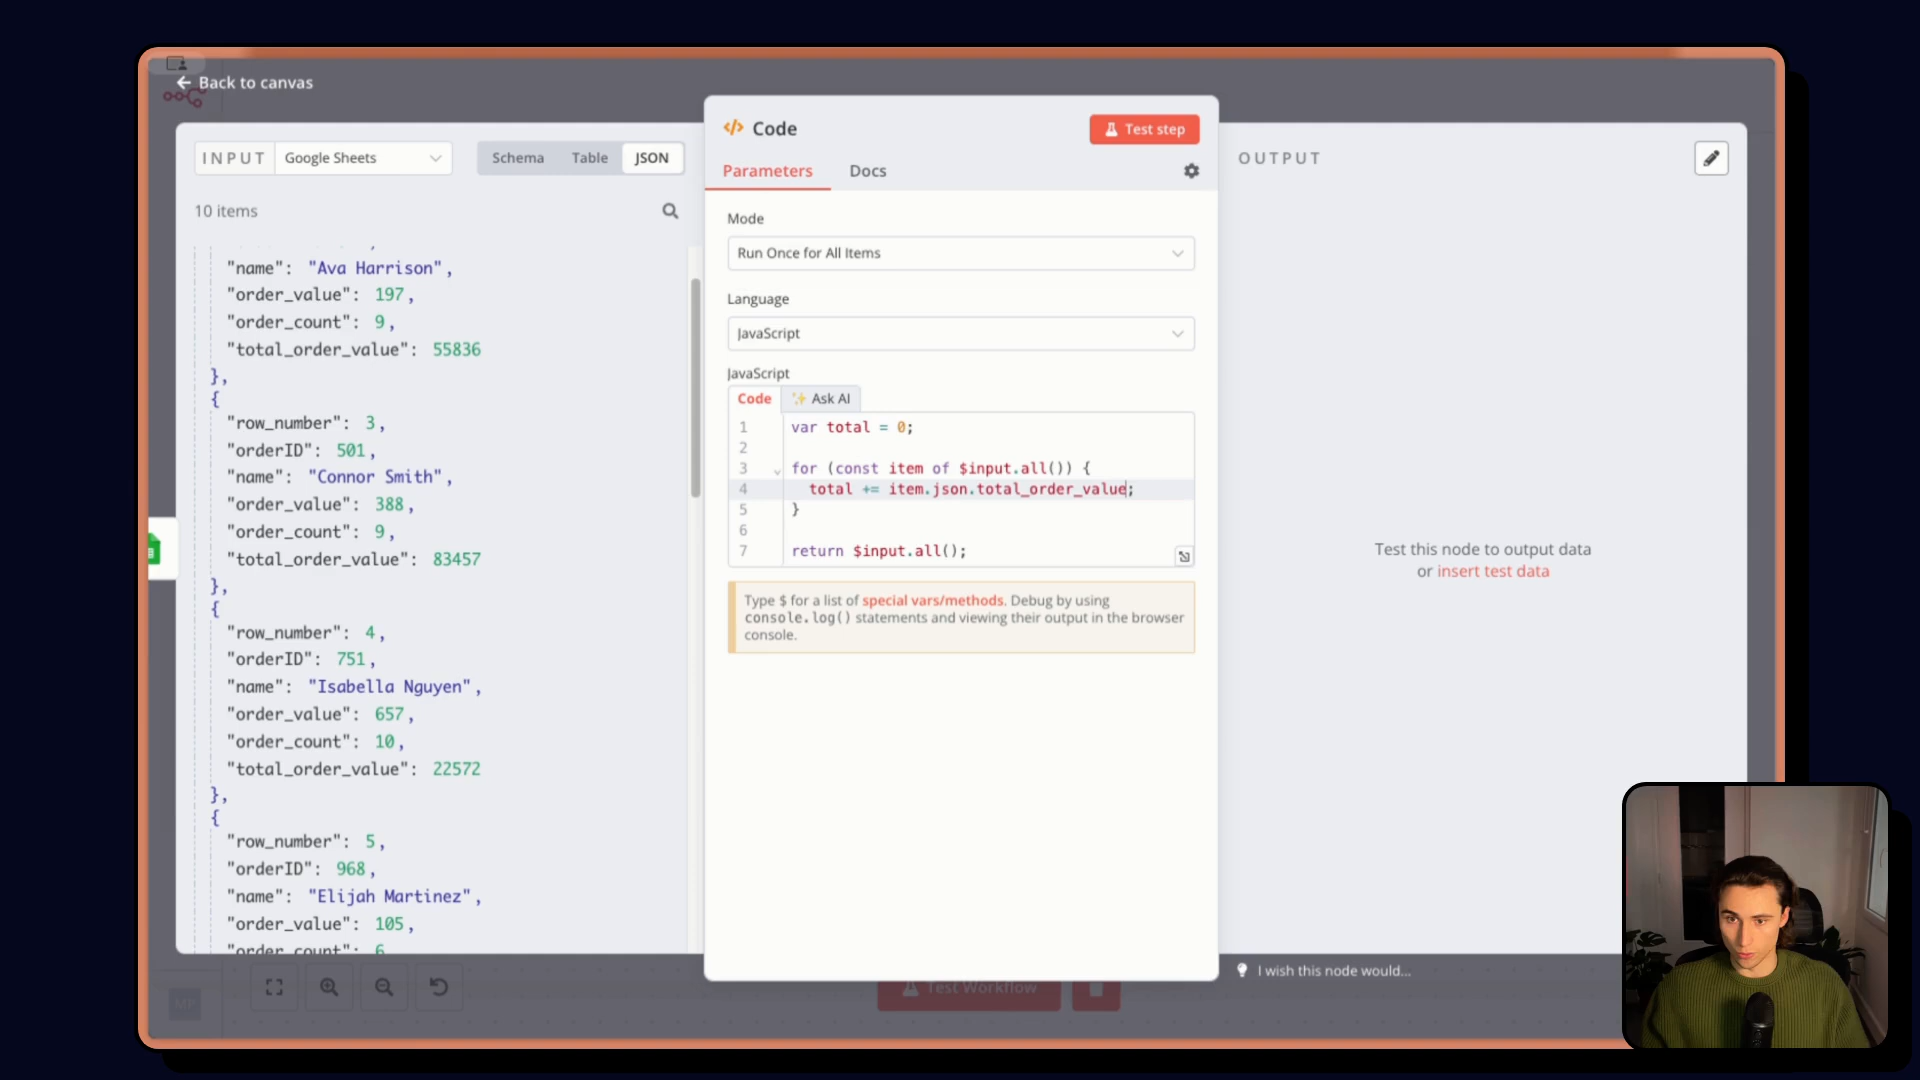 Back to canvas
INPUT Google Sheets
Schema Table JSON
10 items
"name": "Ava Harrison",
"order_value": 197,
"order_count": 9,
"total_order_value": 55836
},
{
"row_number": 3,
"orderID": 501,
"name": "Connor Smith",
"order_value": 388,
"order_count": 9,
"total_order_value": 83457
},
{
"row_number": 4,
"orderID": 751,
"name": "Isabella Nguyen",
"order_value": 657,
"order_count": 10,
"total_order_value": 22572
},
{
"row_number": 5,
"orderID": 968,
"name": "Elijah Martinez",
"order_value": 105,
"order_count": 6
Code
Test step
Parameters Docs
Mode
Run Once for All Items
Language
JavaScript
JavaScript
Code Ask AI
1 var total = 0;
2
3 for (const item of $input.all()) {
4 total += item.json.total_order_value;
5 }
6
7 return $input.all();
Type $ for a list of special vars/methods. Debug by using
console.log() statements and viewing their output in the browser
console.
OUTPUT
Test this node to output data
or insert test data
I wish this node would...
Test Workflow